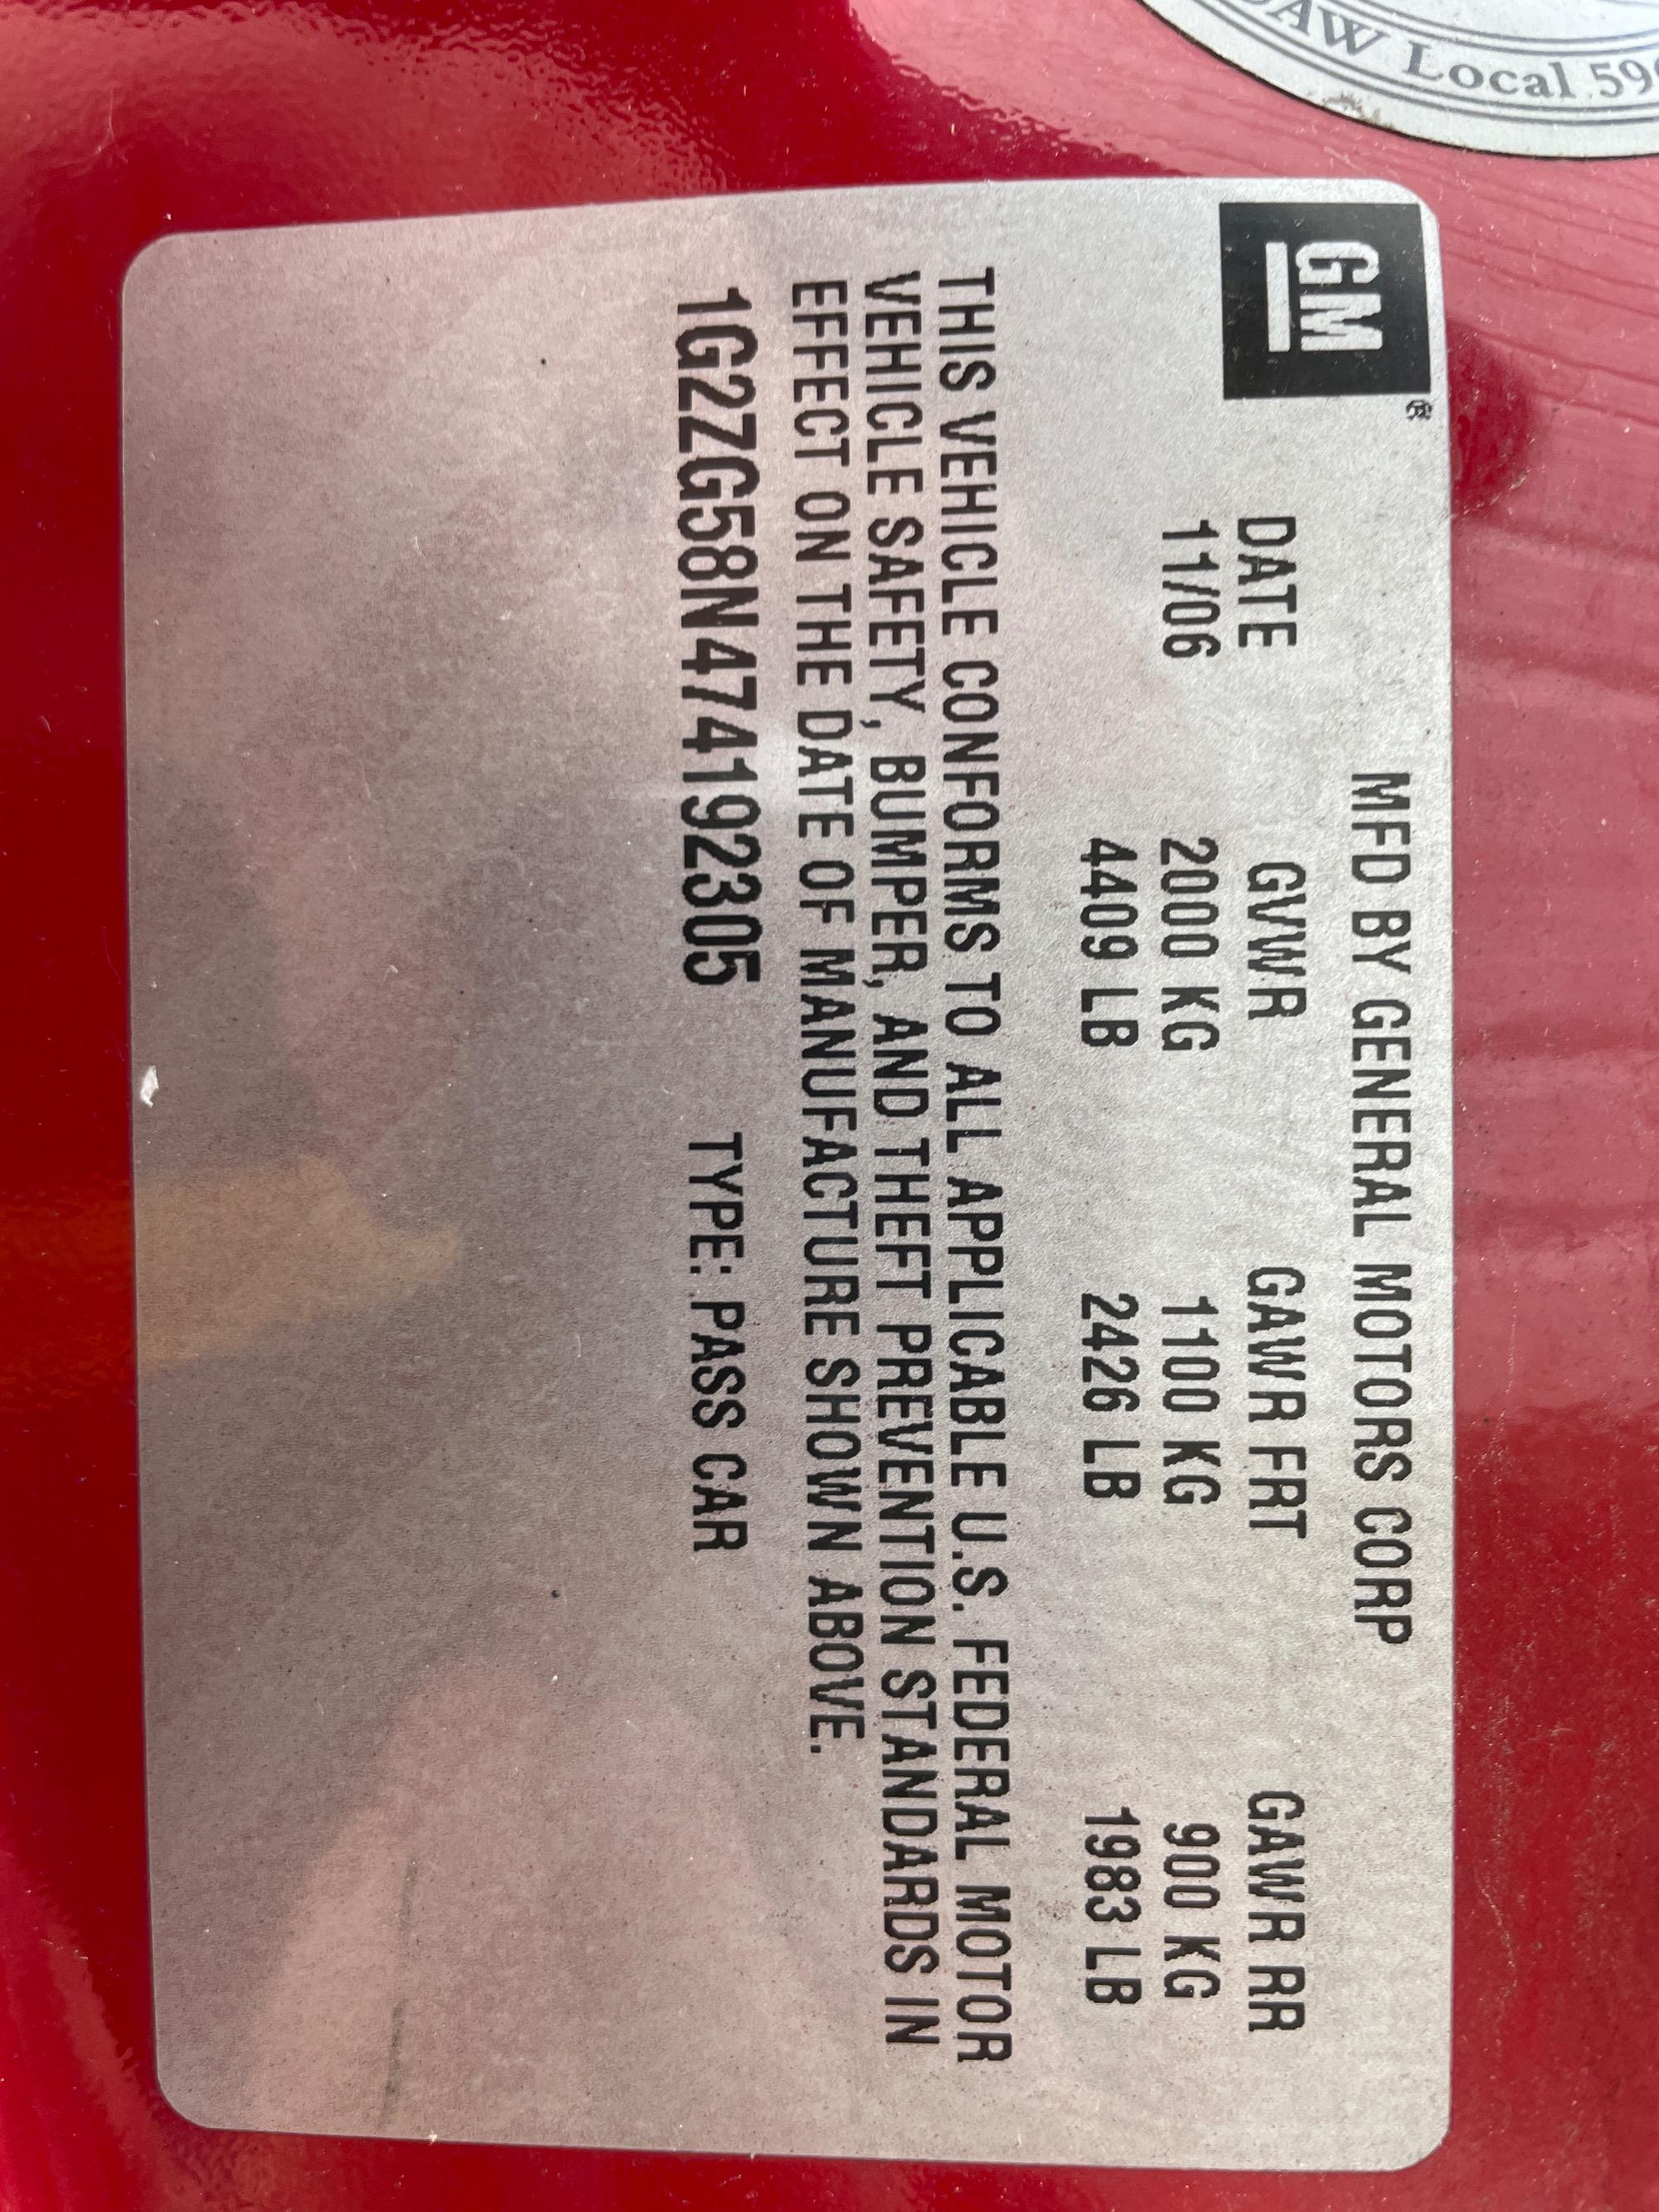 AW Local 59
GM®
MFD BY GENERAL MOTORS CORP
DATE GVWR GAWR FRT GAWR RR
11/06 2000 KG 1100 KG 900 KG
4409 LB 2426 LB 1983 LB
THIS VEHICLE CONFORMS TO ALL APPLICABLE U.S. FEDERAL MOTOR
VEHICLE SAFETY, BUMPER, AND THEFT PREVENTION STANDARDS IN
EFFECT ON THE DATE OF MANUFACTURE SHOWN ABOVE.
1G2ZG58N474192305 TYPE: PASS CAR